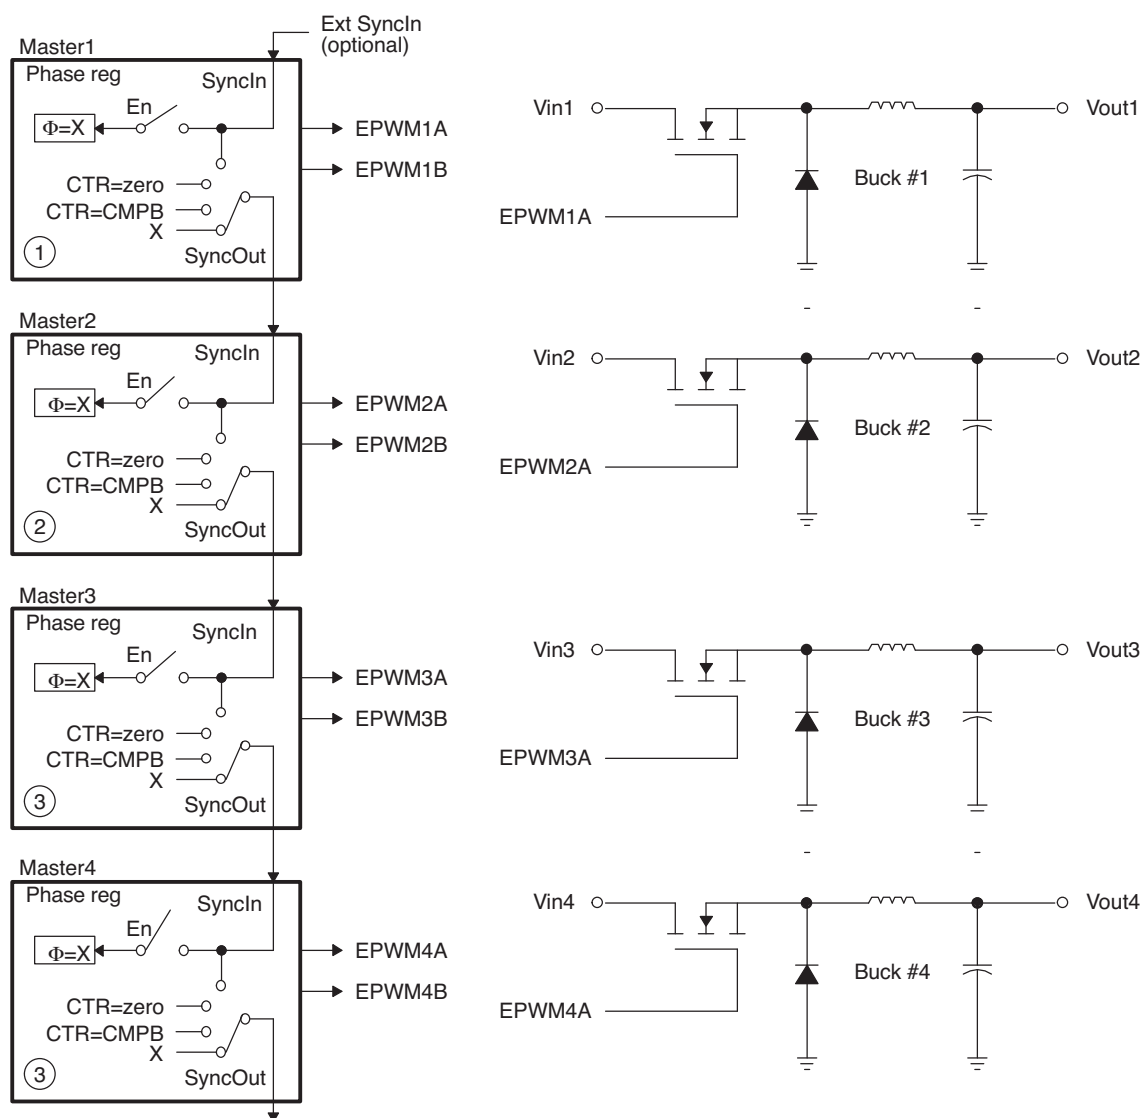 Ext SyncIn
(optional)
Master1
Phase reg
SyncIn
En
Φ=X
EPWM1A
EPWM1B
CTR=zero
CTR=CMPB
X
1
SyncOut
Vin1
Vout1
Buck #1
EPWM1A
Master2
Phase reg
SyncIn
En
Φ=X
EPWM2A
EPWM2B
CTR=zero
CTR=CMPB
X
2
SyncOut
Vin2
Vout2
Buck #2
EPWM2A
Master3
Phase reg
SyncIn
En
Φ=X
EPWM3A
EPWM3B
CTR=zero
CTR=CMPB
X
3
SyncOut
Vin3
Vout3
Buck #3
EPWM3A
Master4
Phase reg
SyncIn
En
Φ=X
EPWM4A
EPWM4B
CTR=zero
CTR=CMPB
X
3
SyncOut
Vin4
Vout4
Buck #4
EPWM4A